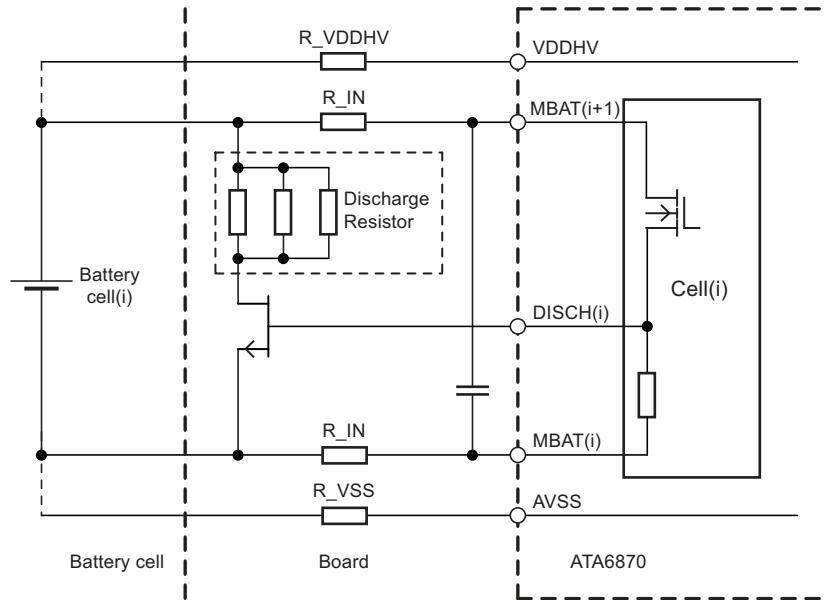 R_VDDHV
VDDHV
R_IN
MBAT(i+1)
Discharge
Resistor
Battery
cell(i)
Cell(i)
DISCH(i)
R_IN
MBAT(i)
R_VSS
AVSS
Battery cell
Board
ATA6870